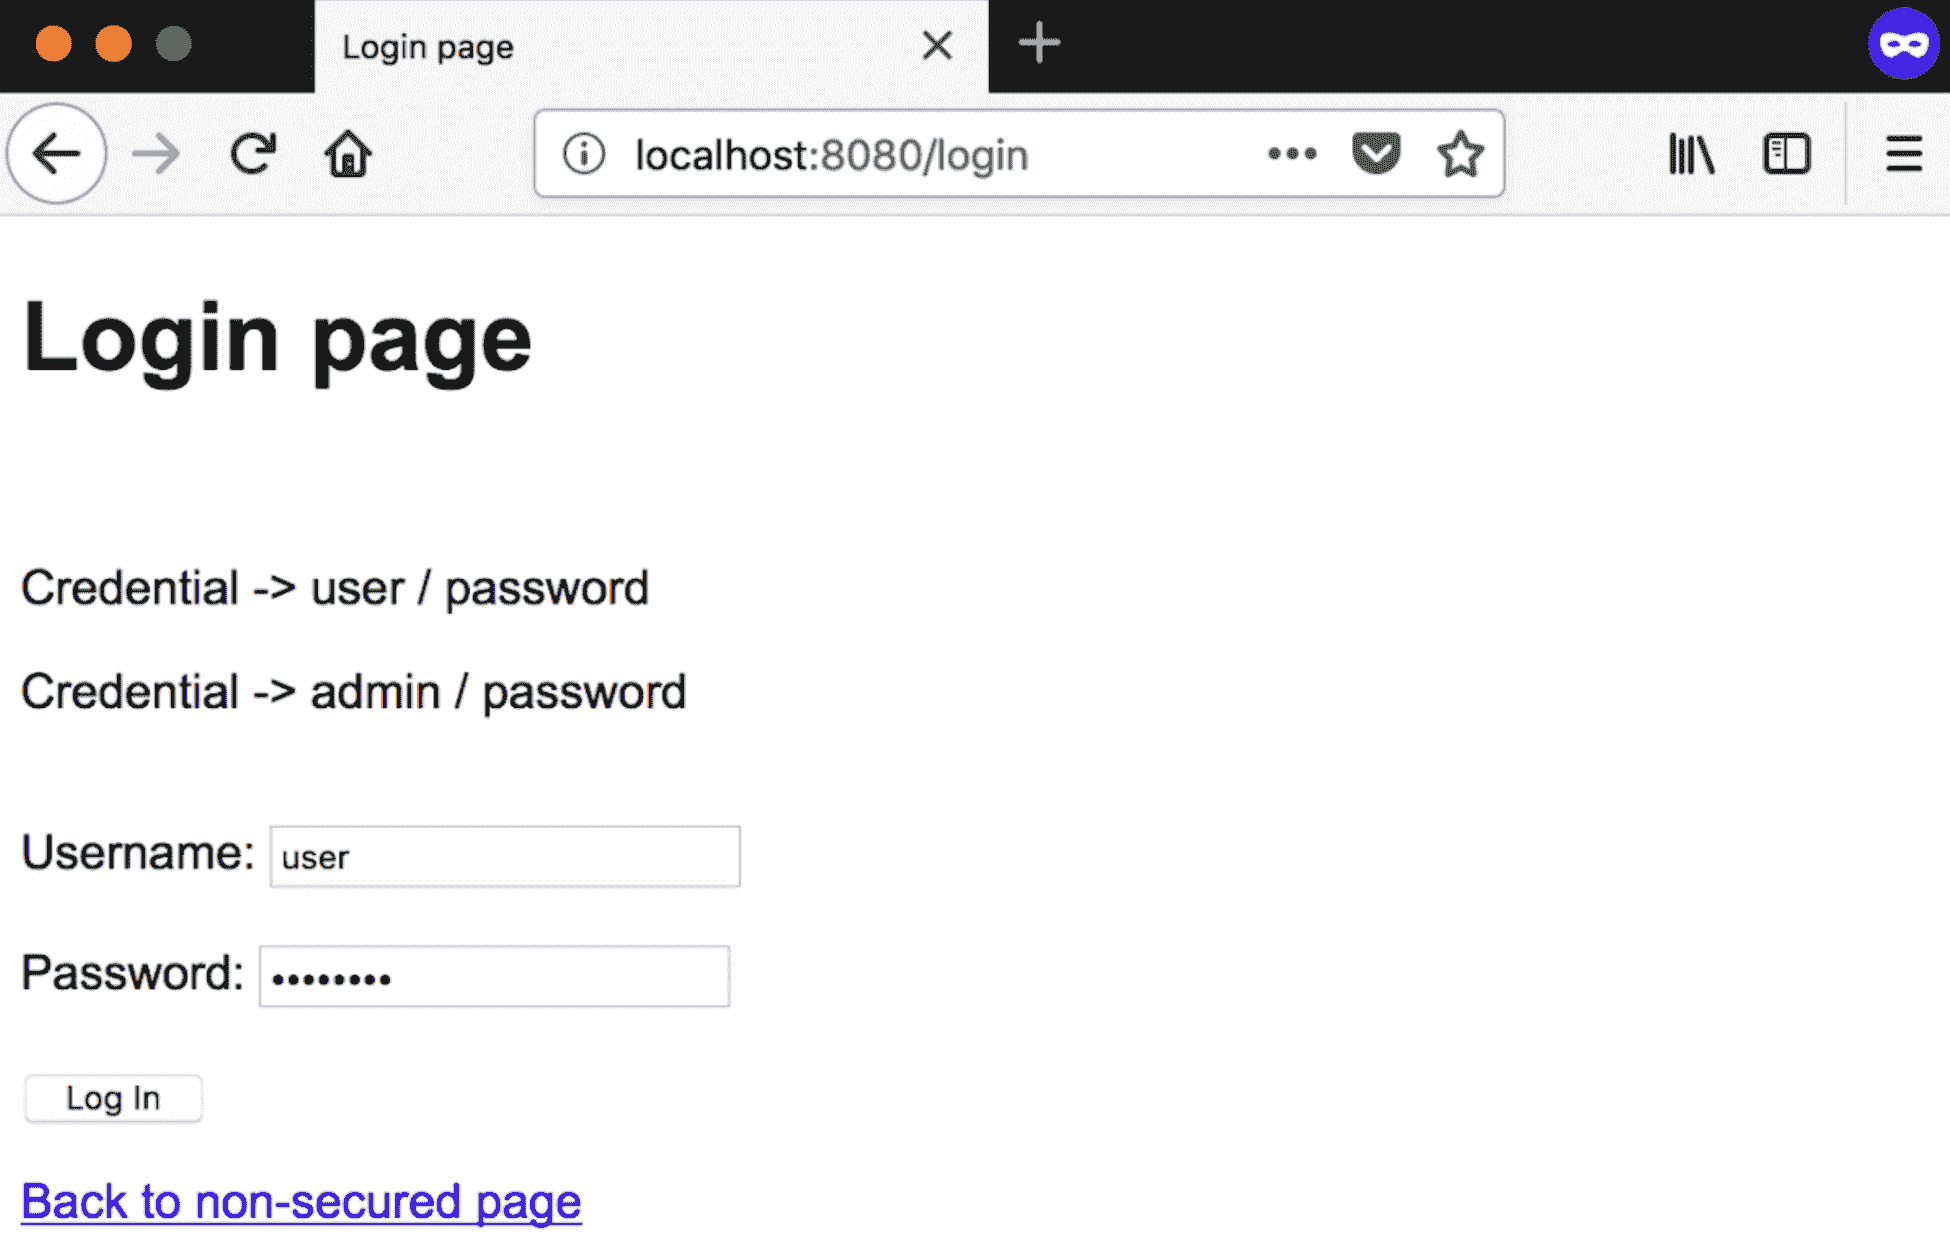 Login page
localhost:8080/login
Login page
Credential -> user / password
Credential -> admin / password
Username: user
Password: ••••••••
Log In
Back to non-secured page